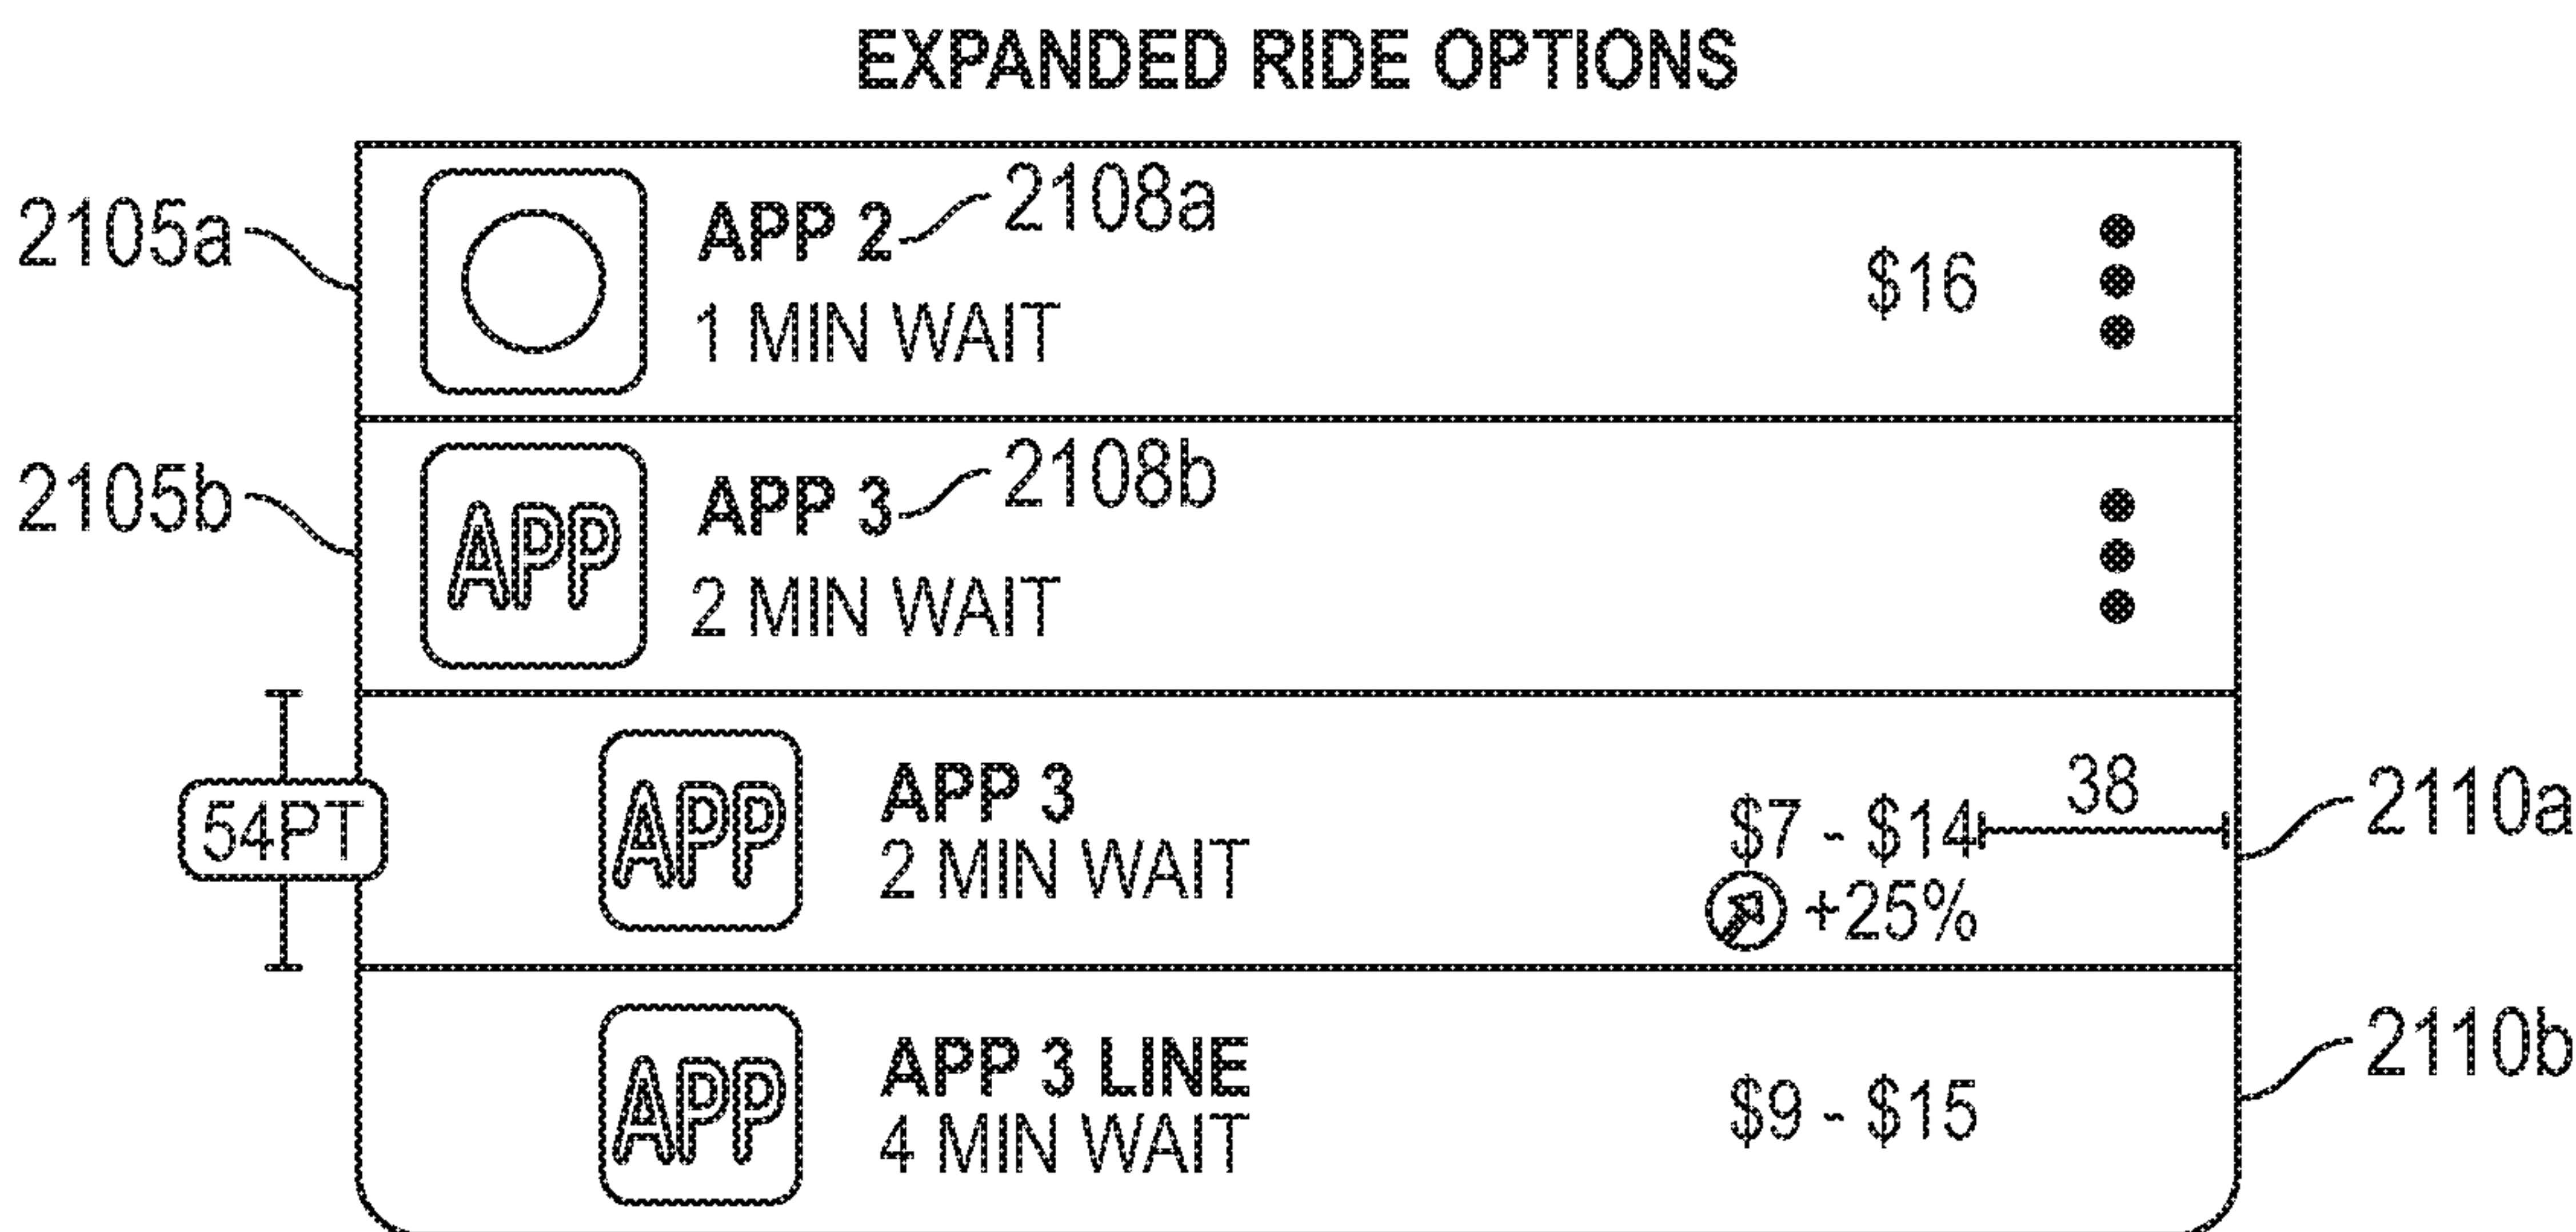 EXPANDED RIDE OPTIONS
2105a
APP 2
2108a
1 MIN WAIT
$16
2105b
APP
APP 3
2108b
2 MIN WAIT
54PT
APP
APP 3
2 MIN WAIT
$7 - $14
38
+25%
2110a
APP
APP 3 LINE
4 MIN WAIT
$9 - $15
2110b